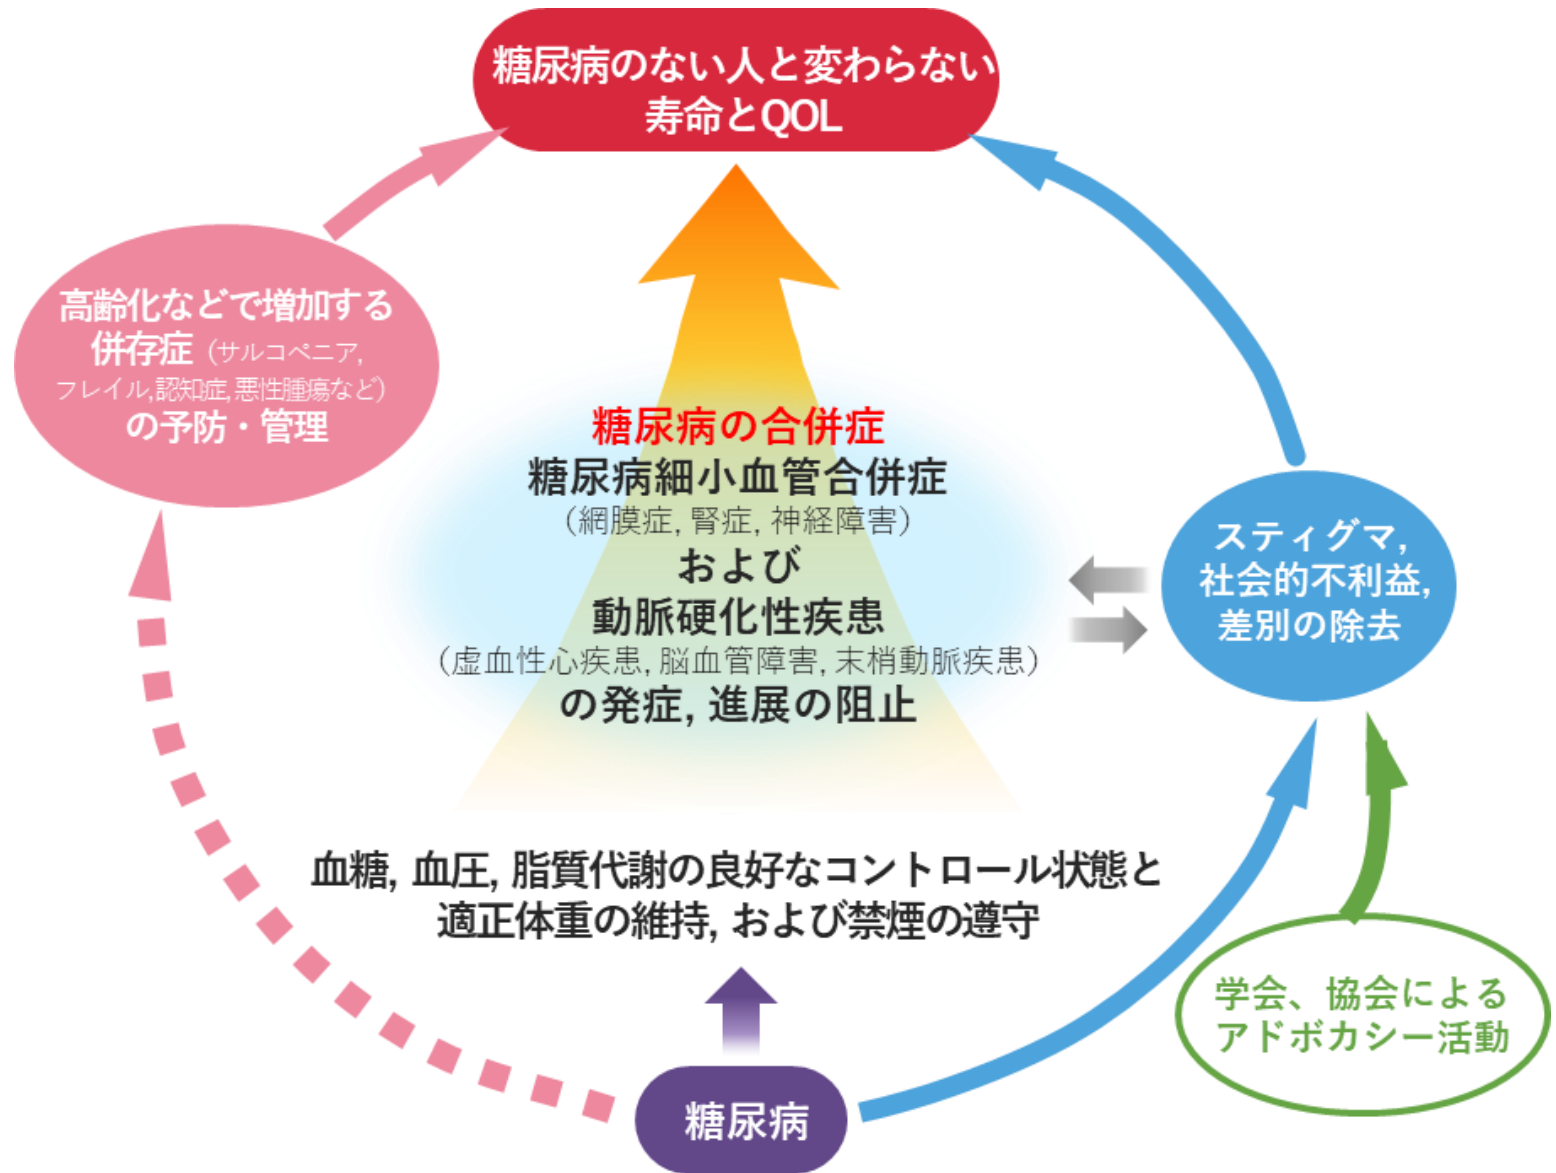 糖尿病のない人と変わらない
寿命とQOL
高齢化などで増加する
併存症（サルコペニア,
フレイル,認知症,悪性腫瘍など）
の予防・管理
糖尿病の合併症
糖尿病細小血管合併症
（網膜症, 腎症, 神経障害）
および
動脈硬化性疾患
（虚血性心疾患, 脳血管障害, 末梢動脈疾患）
の発症, 進展の阻止
スティグマ,
社会的不利益,
差別の除去
血糖, 血圧, 脂質代謝の良好なコントロール状態と
適正体重の維持, および禁煙の遵守
学会、協会による
アドボカシー活動
糖尿病